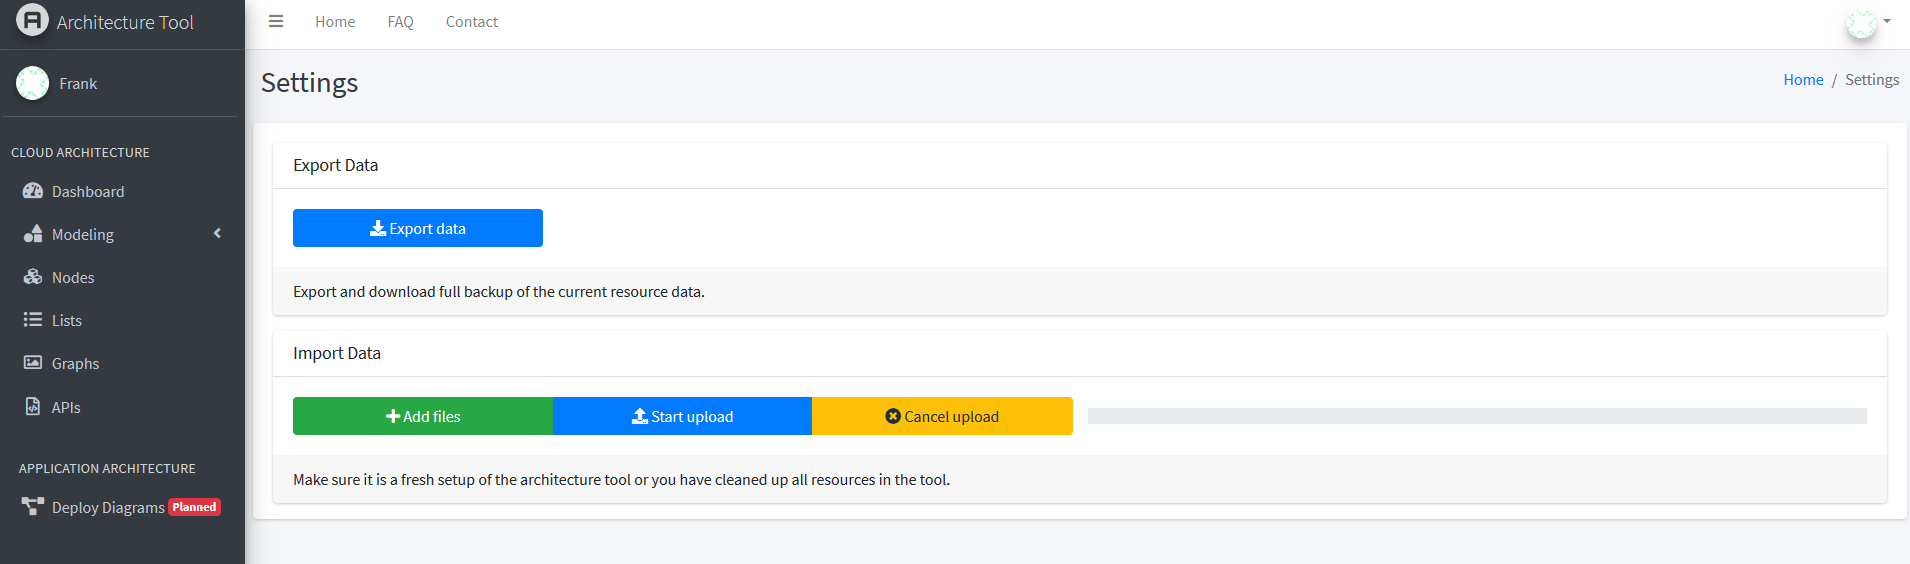 Architecture Tool
Home FAQ Contact
Frank
Settings
Home / Settings
CLOUD ARCHITECTURE
Dashboard
Modeling
Nodes
Lists
Graphs
APIs
APPLICATION ARCHITECTURE
Deploy Diagrams Planned
Export Data
Export data
Export and download full backup of the current resource data.
Import Data
Add files Start upload Cancel upload
Make sure it is a fresh setup of the architecture tool or you have cleaned up all resources in the tool.